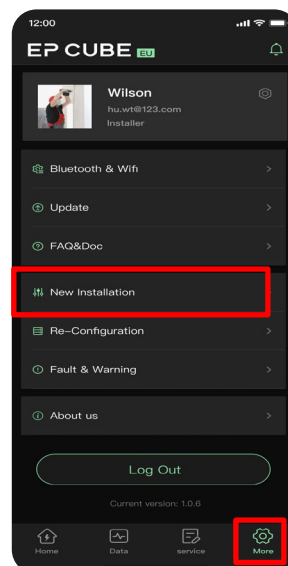 12:00
EP CUBE EU
Wilson
hu.wt@123.com
Installer
Bluetooth & Wifi
Update
FAQ&Doc
New Installation
Re-Configuration
Fault & Warning
About us
Log Out
Current version: 1.0.6
Home Data service More